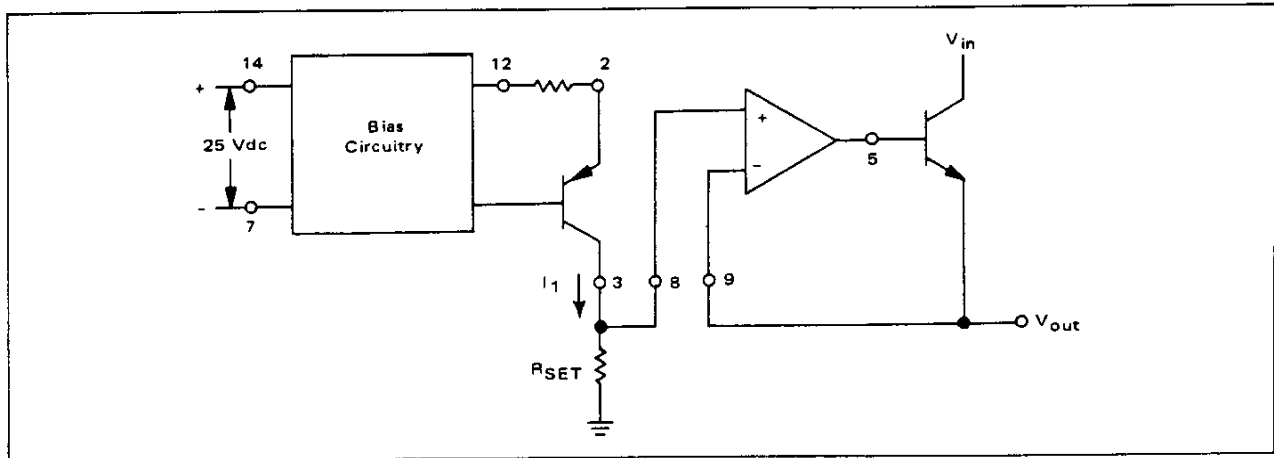 V_in
14
12
2
+
25 Vdc
-
7
Bias
Circuitry
+
-
5
I_1
3
8
9
V_out
R_SET